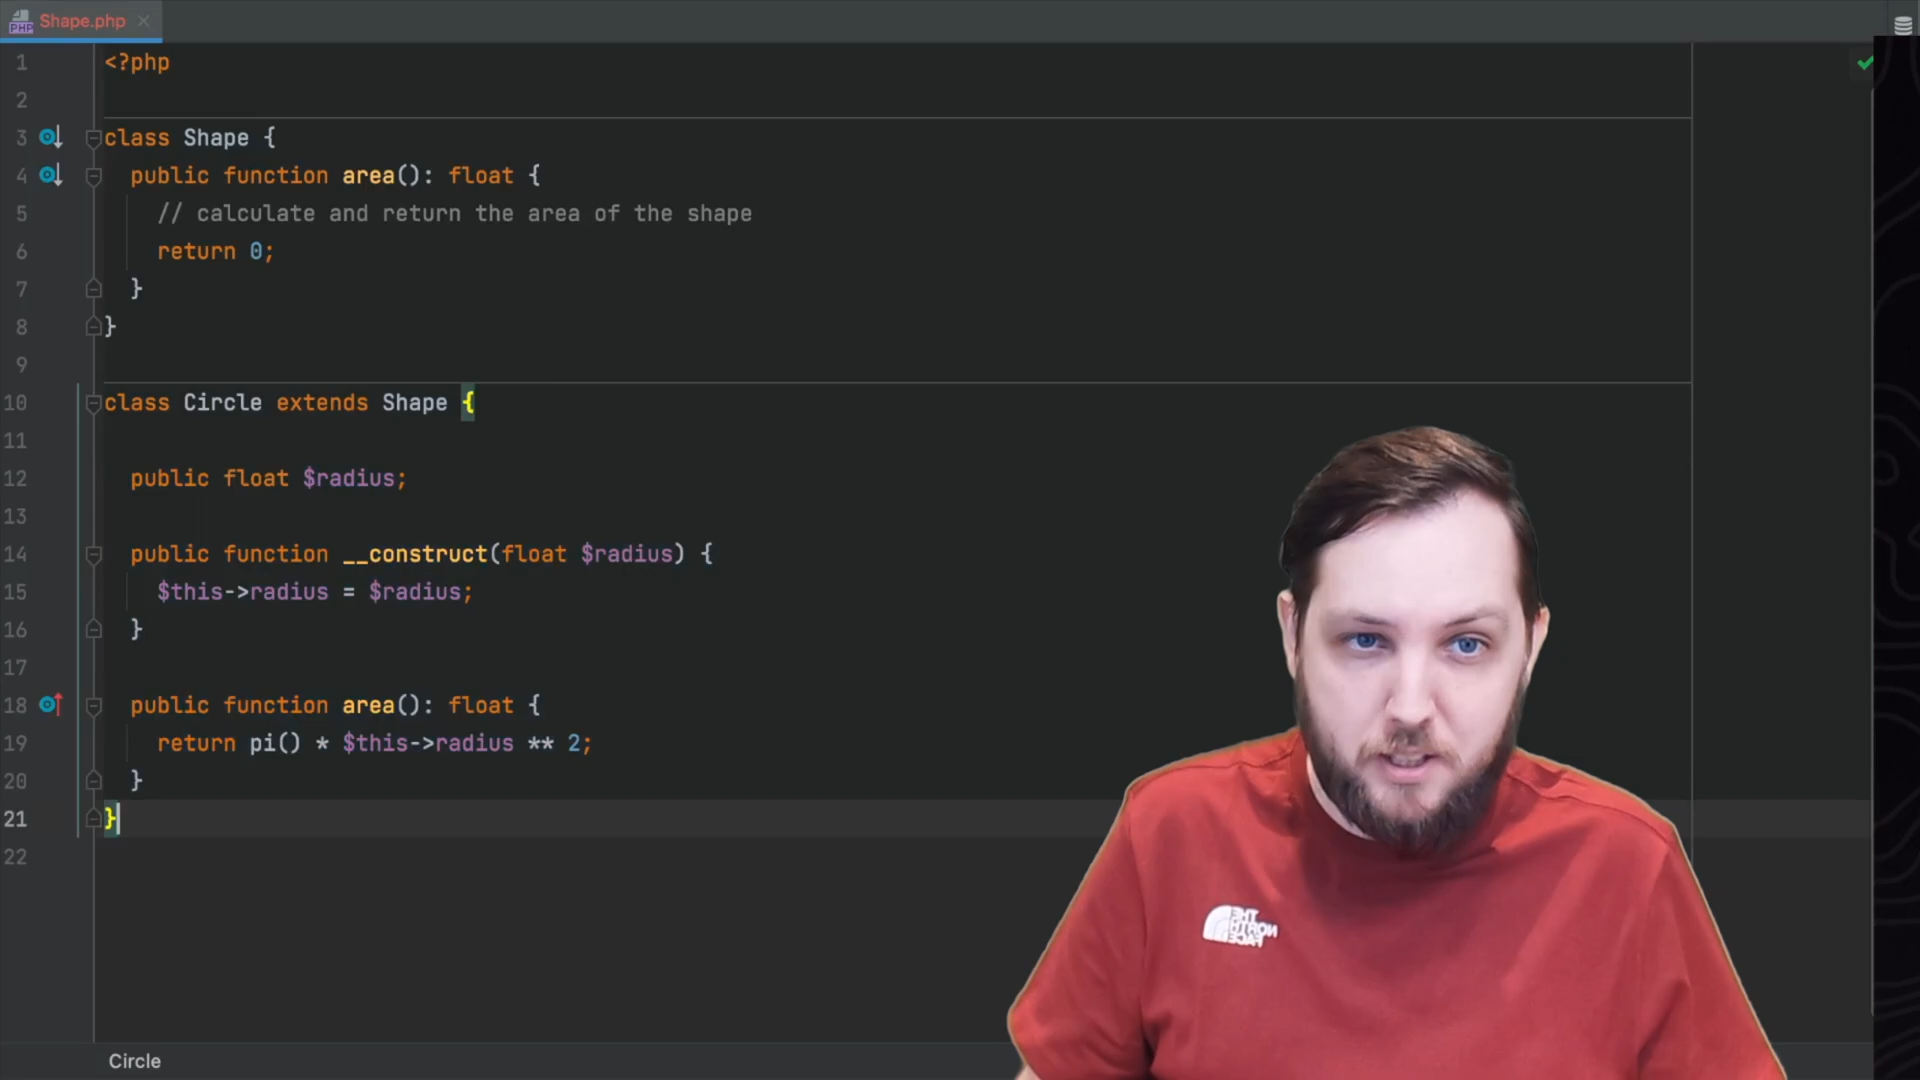 Shape.php
1 <?php
2
3 class Shape {
4 public function area(): float {
5 // calculate and return the area of the shape
6 return 0;
7 }
8 }
9
10 class Circle extends Shape {
11
12 public float $radius;
13
14 public function __construct(float $radius) {
15 $this->radius = $radius;
16 }
17
18 public function area(): float {
19 return pi() * $this->radius ** 2;
20 }
21 }
22
THE
NORTH
FACE
Circle